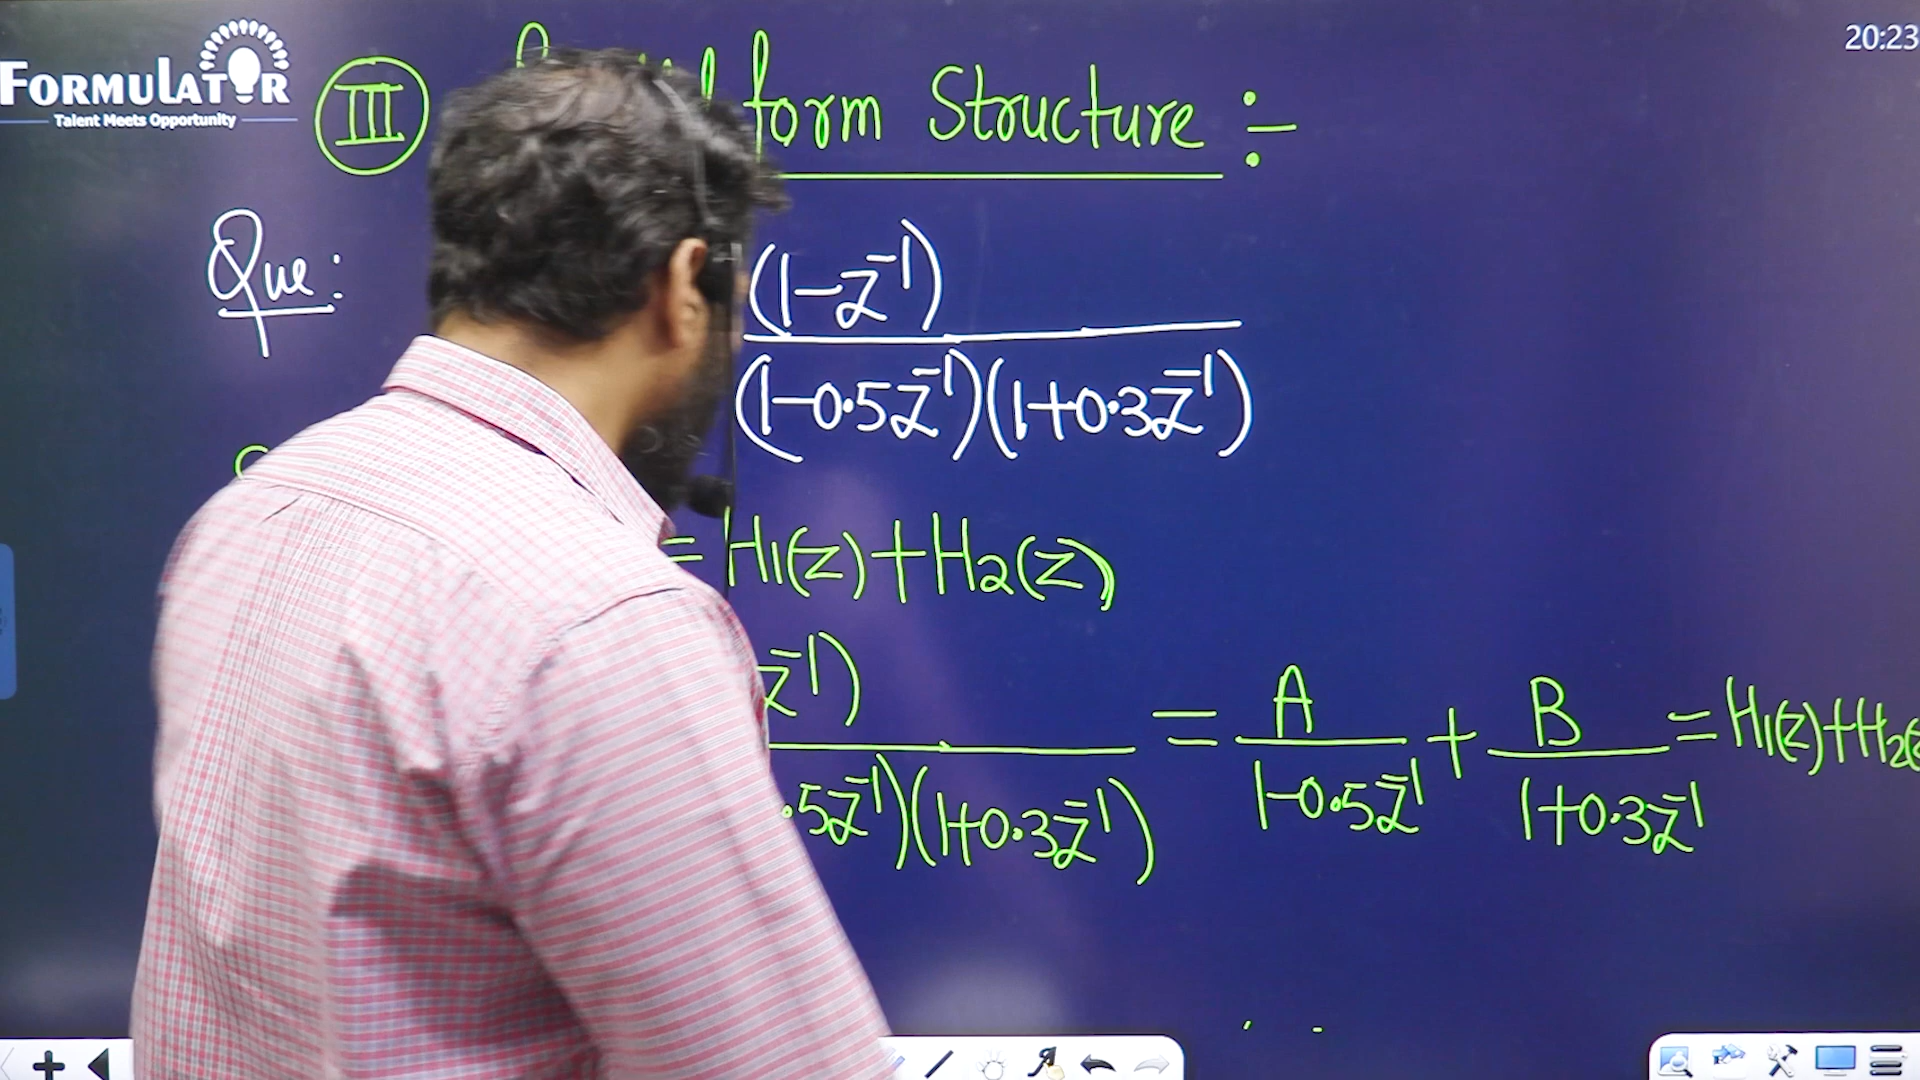 FORMULATOR
Talent Meets Opportunity
20:23
III form Structure :-
Que:
(1-z⁻¹)
(1-0.5z⁻¹)(1+0.3z⁻¹)
= H1(z)+H2(z)
z⁻¹) = A + B = H1(z)+H2(z
.5z⁻¹)(1+0.3z⁻¹) 1-0.5z⁻¹ 1+0.3z⁻¹